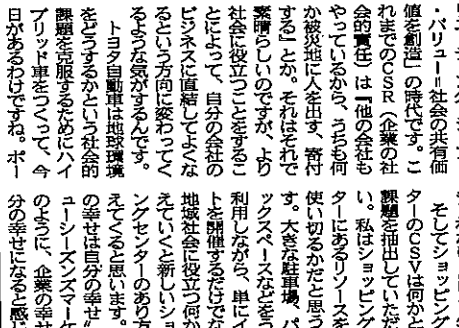 ・バリュー＝社会の共有価
値を創造」の時代です。こ
れまでのCSR（企業の社
会的責任）は「他の会社も
やっているから、うちも何
か被災地に人を出す、寄付
する」とか。それはそれで
素晴らしいのですが、より
社会に役立つことをするこ
とによって、自分の会社の
ビジネスに直結してよくな
るという方向に変わってく
るような気がするんです。
トヨタ自動車は地球環境
をどうするかという社会的
課題を克服するためにハイ
ブリッド車をつくって、今
日があるわけですね。ボー
そしてショッピング
ターのCSVは何かと
課題を抽出していただ
い。私はショッピング
ターにあるリソースを
使い切るかだと思う
す。大きな駐車場、パ
ックスペースなどをう
利用しながら、単にイ
トを開催するだけでな
地域社会に役立つ何か
えていくと新しいショ
ングセンターのあり方
えてくると思います。
の幸せは自分の幸せ〟
ューシーズンズマーケ
のように、企業の幸せ
分の幸せになると感じ